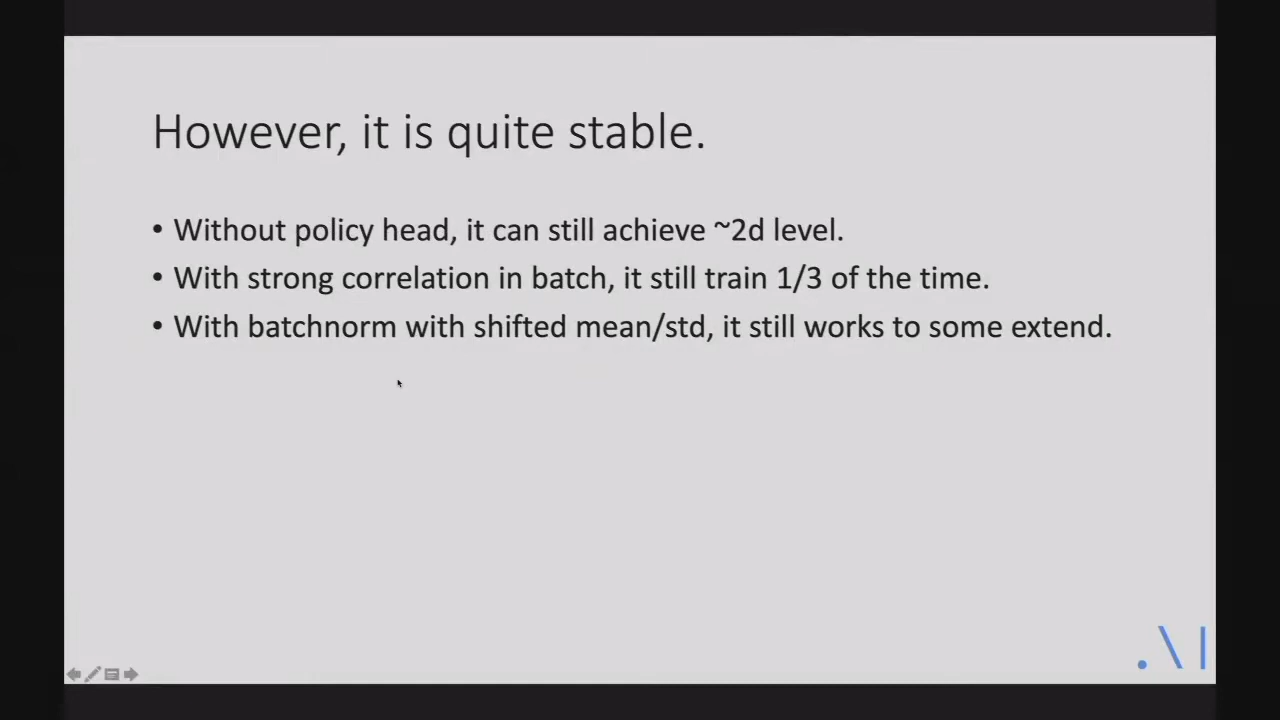 However, it is quite stable.
• Without policy head, it can still achieve ~2d level.
• With strong correlation in batch, it still train 1/3 of the time.
• With batchnorm with shifted mean/std, it still works to some extend.
.\|